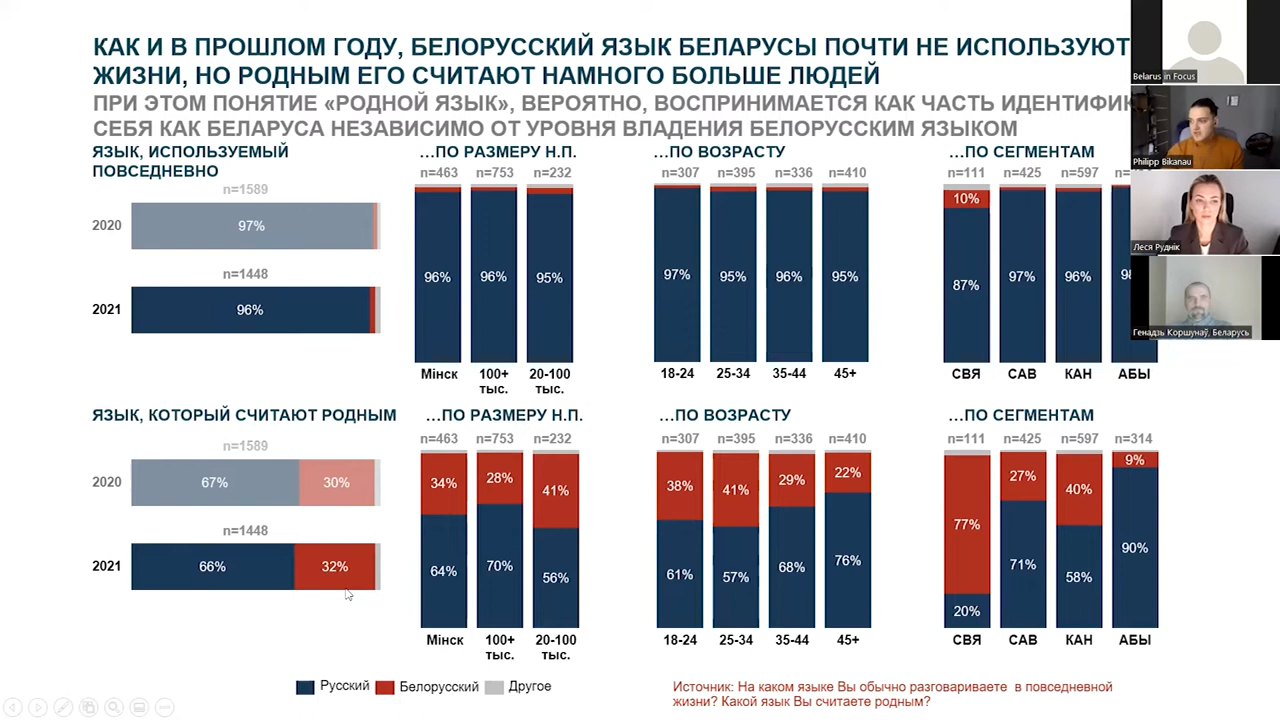 КАК И В ПРОШЛОМ ГОДУ, БЕЛОРУССКИЙ ЯЗЫК БЕЛАРУСЫ ПОЧТИ НЕ ИСПОЛЬЗУЮТ
ЖИЗНИ, НО РОДНЫМ ЕГО СЧИТАЮТ НАМНОГО БОЛЬШЕ ЛЮДЕЙ
ПРИ ЭТОМ ПОНЯТИЕ «РОДНОЙ ЯЗЫК», ВЕРОЯТНО, ВОСПРИНИМАЕТСЯ КАК ЧАСТЬ
СЕБЯ КАК БЕЛАРУСА НЕЗАВИСИМО ОТ УРОВНЯ ВЛАДЕНИЯ БЕЛОРУССКИМ ЯЗЫКОМ
Belarus in Focus
Philipp Bikanau
Леся Руднік
Генадзь Коршунаў, Беларусь
ЯЗЫК, ИСПОЛЬЗУЕМЫЙ
ПОВСЕДНЕВНО
n=1589
2020 97%
n=1448
2021 96%
...ПО РАЗМЕРУ Н.П.
n=463 n=753 n=232
96% 96% 95%
Мінск 100+ 20-100
тыс. тыс.
...ПО ВОЗРАСТУ
n=307 n=395 n=336 n=410
97% 95% 96% 95%
18-24 25-34 35-44 45+
...ПО СЕГМЕНТАМ
n=111 n=425 n=597
10%
87% 97% 96%
СВЯ САВ КАН АБЫ
ЯЗЫК, КОТОРЫЙ СЧИТАЮТ РОДНЫМ
n=1589
2020 67% 30%
n=1448
2021 66% 32%
...ПО РАЗМЕРУ Н.П.
n=463 n=753 n=232
34% 28% 41%
64% 70% 56%
Мінск 100+ 20-100
тыс. тыс.
...ПО ВОЗРАСТУ
n=307 n=395 n=336 n=410
38% 41% 29% 22%
61% 57% 68% 76%
18-24 25-34 35-44 45+
...ПО СЕГМЕНТАМ
n=111 n=425 n=597 n=314
77% 27% 40% 9%
20% 71% 58% 90%
СВЯ САВ КАН АБЫ
Русский Белорусский Другое
Источник: На каком языке Вы обычно разговариваете в повседневной
жизни? Какой язык Вы считаете родным?